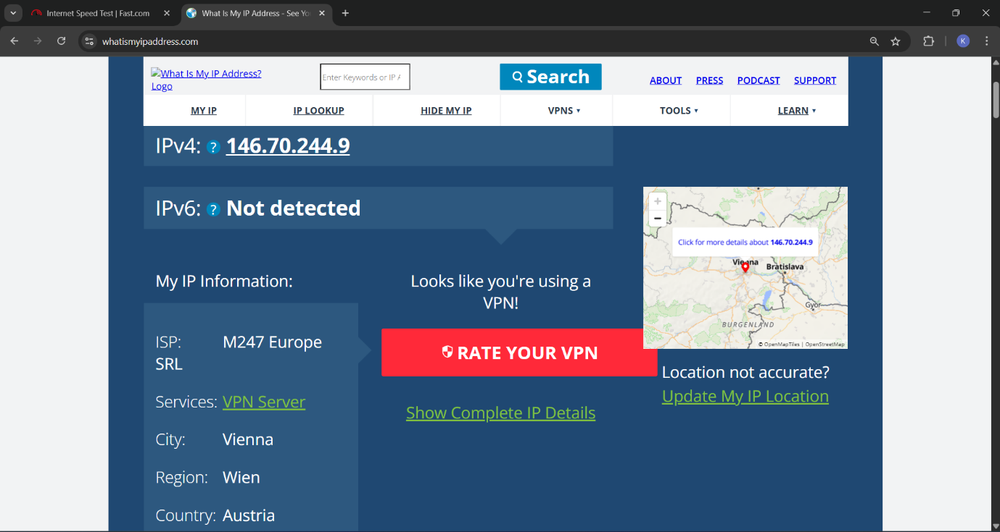 Internet Speed Test | Fast.com
What Is My IP Address - See Yo
whatismyipaddress.com
K
What Is My IP Address?
Logo
Enter Keywords or IP A
Search
ABOUT PRESS PODCAST SUPPORT
MY IP IP LOOKUP HIDE MY IP VPNS TOOLS LEARN
IPv4: ? 146.70.244.9
IPv6: ? Not detected
+
−
Click for more details about 146.70.244.9
Vienna
Bratislava
Gyor
BURGENLAND
© OpenMapTiles | OpenStreetMap
My IP Information:
Looks like you're using a
VPN!
ISP: M247 Europe
SRL
RATE YOUR VPN
Location not accurate?
Update My IP Location
Services: VPN Server
Show Complete IP Details
City: Vienna
Region: Wien
Country: Austria